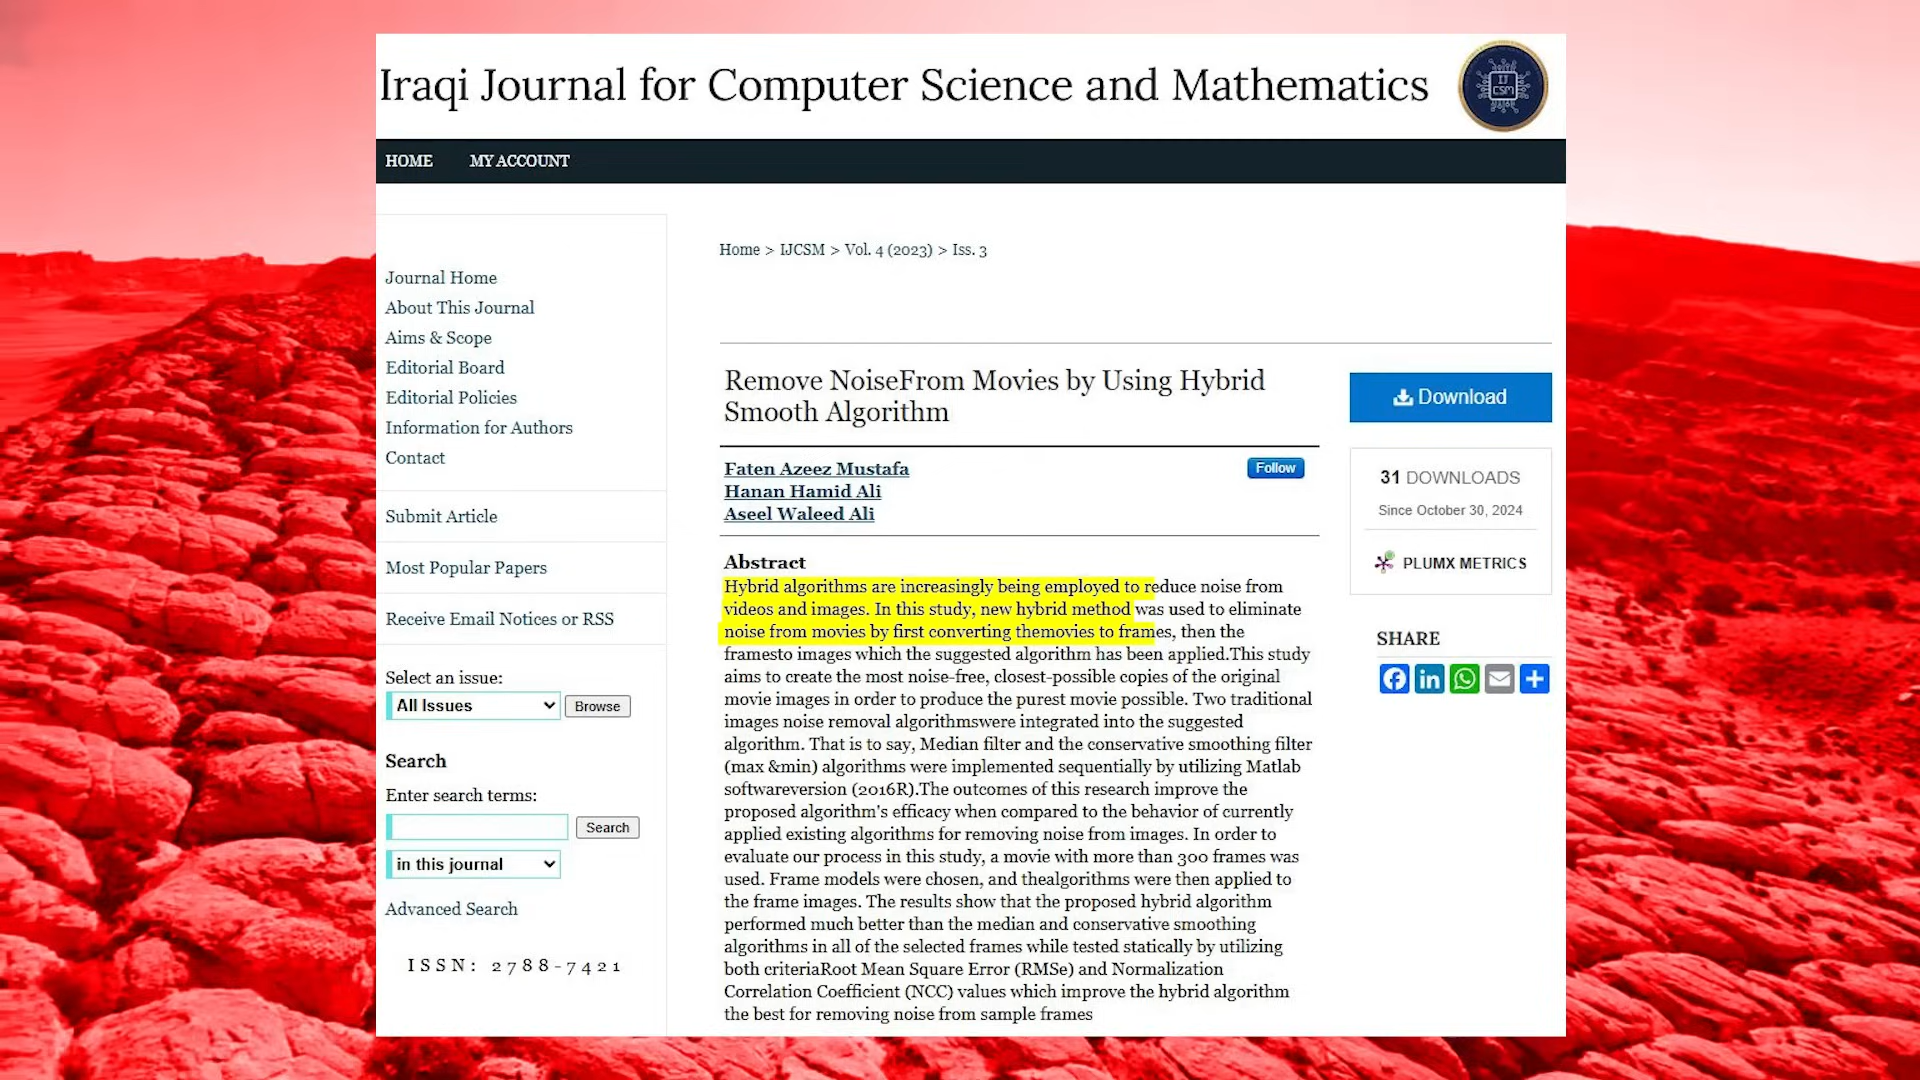 Iraqi Journal for Computer Science and Mathematics
IJ
CSM
HOME MY ACCOUNT
Home > IJCSM > Vol. 4 (2023) > Iss. 3
Journal Home
About This Journal
Aims & Scope
Editorial Board
Editorial Policies
Information for Authors
Contact
Submit Article
Most Popular Papers
Receive Email Notices or RSS
Select an issue:
All Issues Browse
Search
Enter search terms:
Search
in this journal
Advanced Search
ISSN: 2788-7421
Remove NoiseFrom Movies by Using Hybrid
Smooth Algorithm
Faten Azeez Mustafa
Hanan Hamid Ali
Aseel Waleed Ali
Follow
Abstract
Hybrid algorithms are increasingly being employed to reduce noise from
videos and images. In this study, new hybrid method was used to eliminate
noise from movies by first converting themovies to frames, then the
framesto images which the suggested algorithm has been applied.This study
aims to create the most noise-free, closest-possible copies of the original
movie images in order to produce the purest movie possible. Two traditional
images noise removal algorithmswere integrated into the suggested
algorithm. That is to say, Median filter and the conservative smoothing filter
(max &min) algorithms were implemented sequentially by utilizing Matlab
softwareversion (2016R).The outcomes of this research improve the
proposed algorithm's efficacy when compared to the behavior of currently
applied existing algorithms for removing noise from images. In order to
evaluate our process in this study, a movie with more than 300 frames was
used. Frame models were chosen, and thealgorithms were then applied to
the frame images. The results show that the proposed hybrid algorithm
performed much better than the median and conservative smoothing
algorithms in all of the selected frames while tested statically by utilizing
both criteriaRoot Mean Square Error (RMSe) and Normalization
Correlation Coefficient (NCC) values which improve the hybrid algorithm
the best for removing noise from sample frames
Download
31 DOWNLOADS
Since October 30, 2024
PLUMX METRICS
SHARE